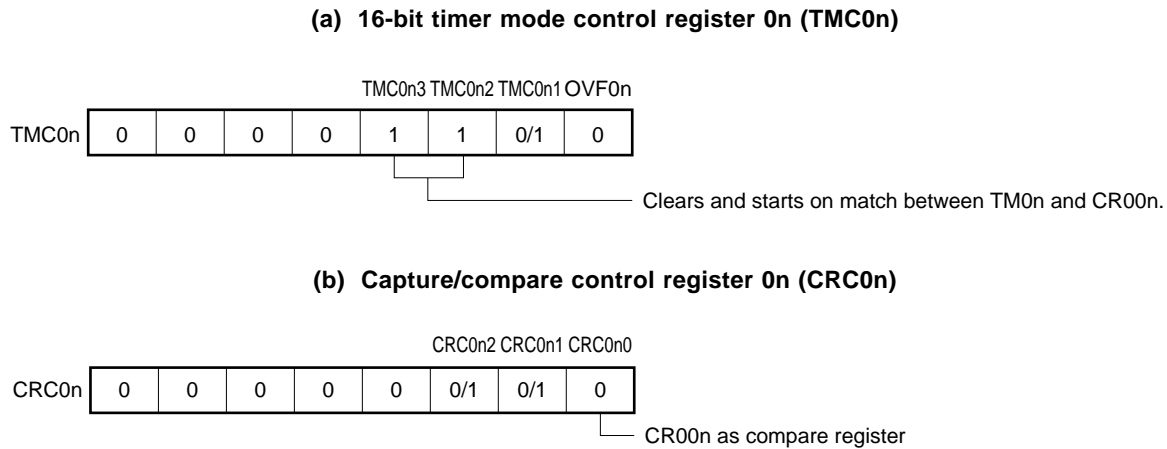 (a) 16-bit timer mode control register 0n (TMC0n)
TMC0n3 TMC0n2 TMC0n1 OVF0n
TMC0n 0 0 0 0 1 1 0/1 0
Clears and starts on match between TM0n and CR00n.
(b) Capture/compare control register 0n (CRC0n)
CRC0n2 CRC0n1 CRC0n0
CRC0n 0 0 0 0 0 0/1 0/1 0
CR00n as compare register